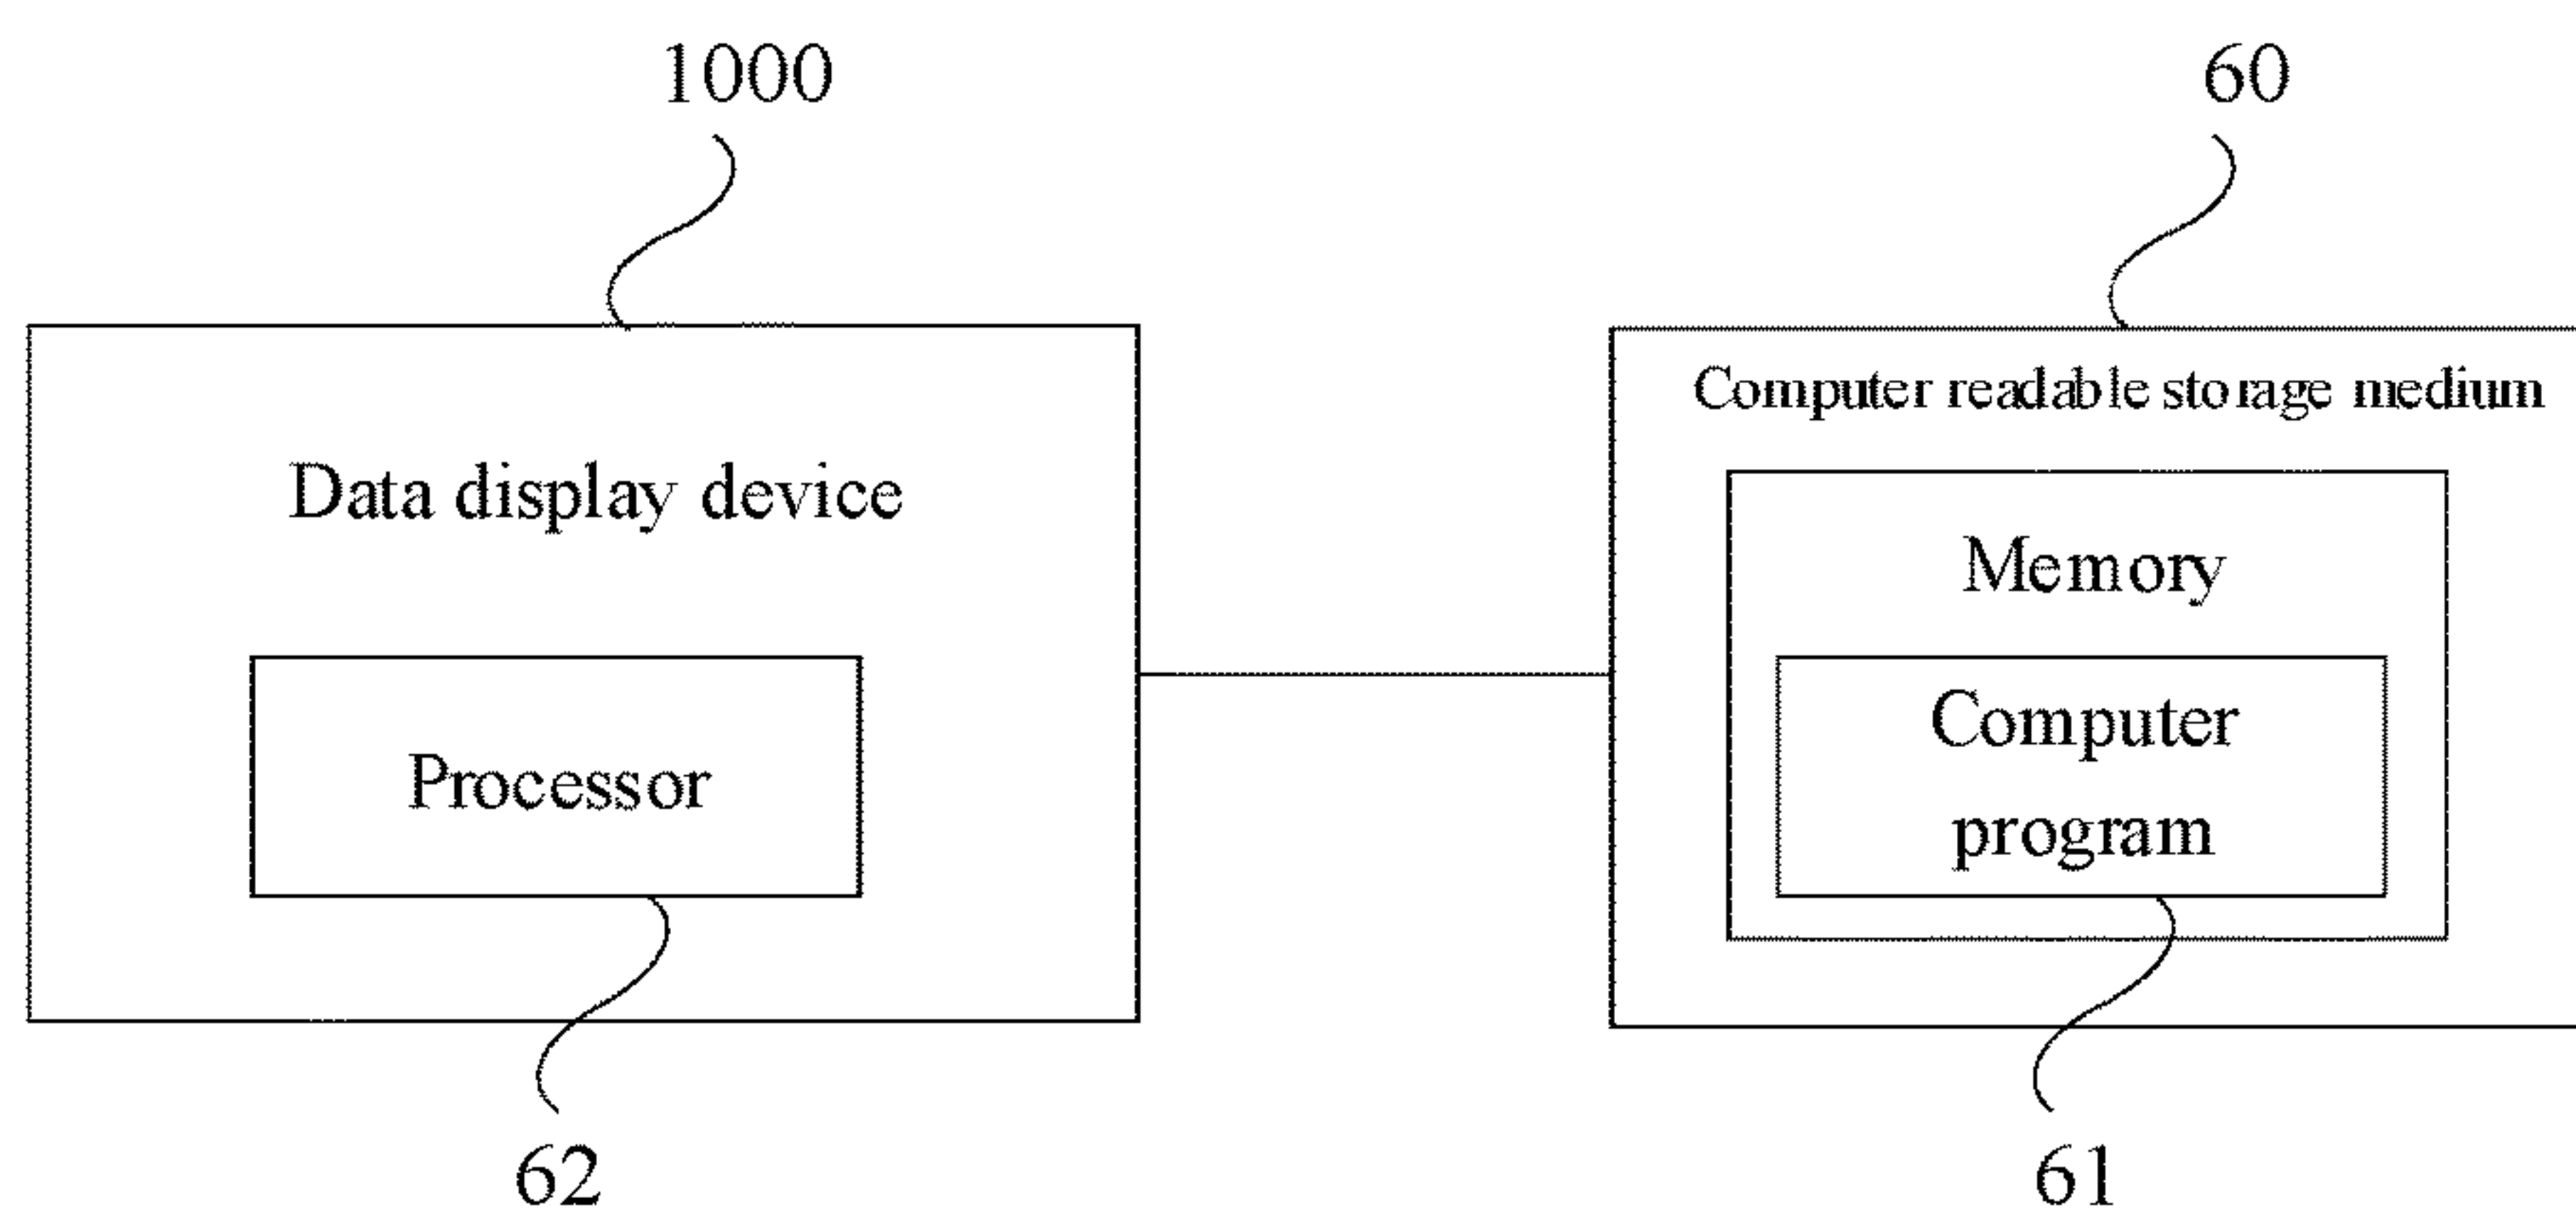 1000
60
Computer readable storage medium
Data display device
Memory
Processor
Computer
program
62
61